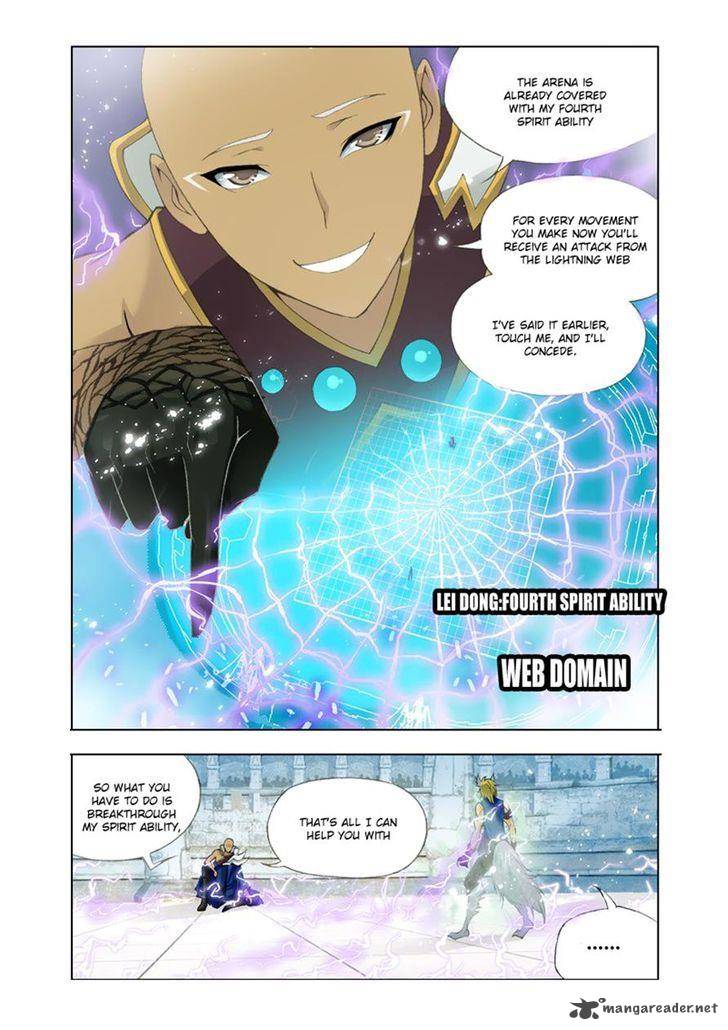 THE ARENA IS
ALREADY COVERED
WITH MY FOURTH
SPIRIT ABILITY
FOR EVERY MOVEMENT
YOU MAKE NOW YOU'LL
RECEIVE AN ATTACK FROM
THE LIGHTNING WEB
I'VE SAID IT EARLIER,
TOUCH ME, AND I'LL
CONCEDE.
LEI DONG:FOURTH SPIRIT ABILITY
WEB DOMAIN
SO WHAT YOU
HAVE TO DO IS
BREAKTHROUGH
MY SPIRIT ABILITY,
THAT'S ALL I CAN
HELP YOU WITH
......
mangareader.net